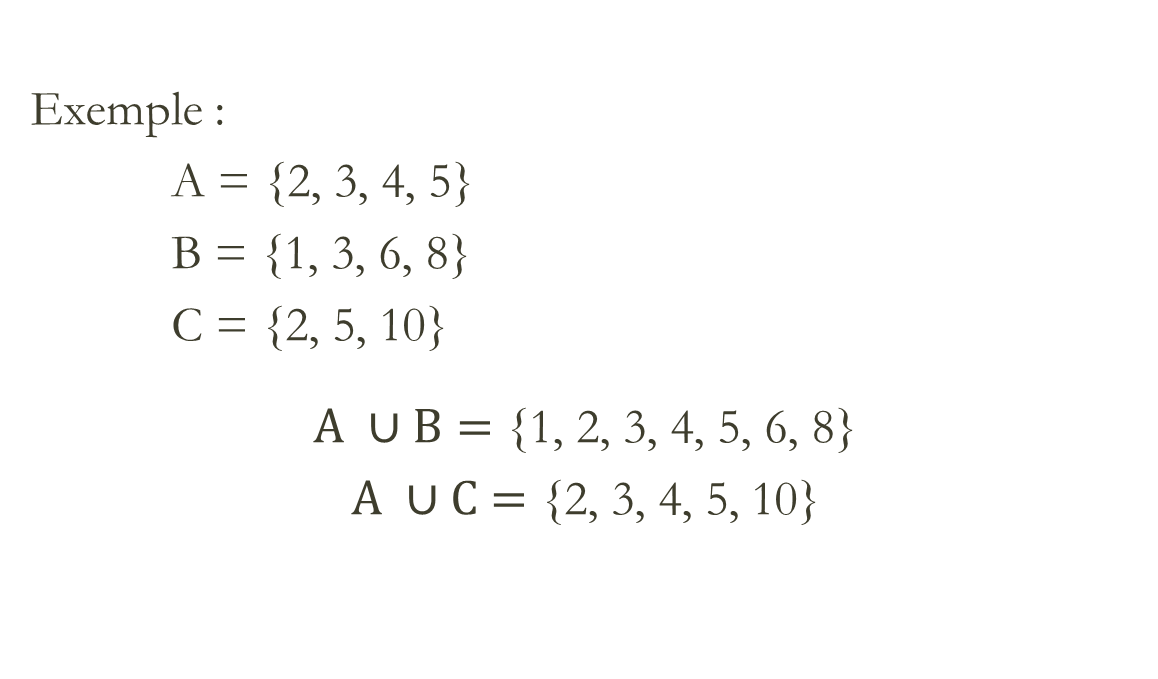 Exemple :
A = {2, 3, 4, 5}
B = {1, 3, 6, 8}
C = {2, 5, 10}
A ∪ B = {1, 2, 3, 4, 5, 6, 8}
A ∪ C = {2, 3, 4, 5, 10}